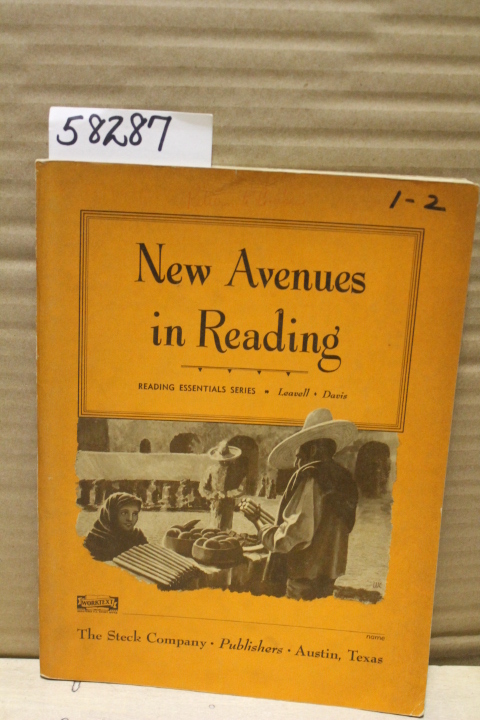 58287
1-2
New Avenues
in Reading
READING ESSENTIALS SERIES • Leavell + Davis
WORKTEXT
name
The Steck Company • Publishers • Austin, Texas